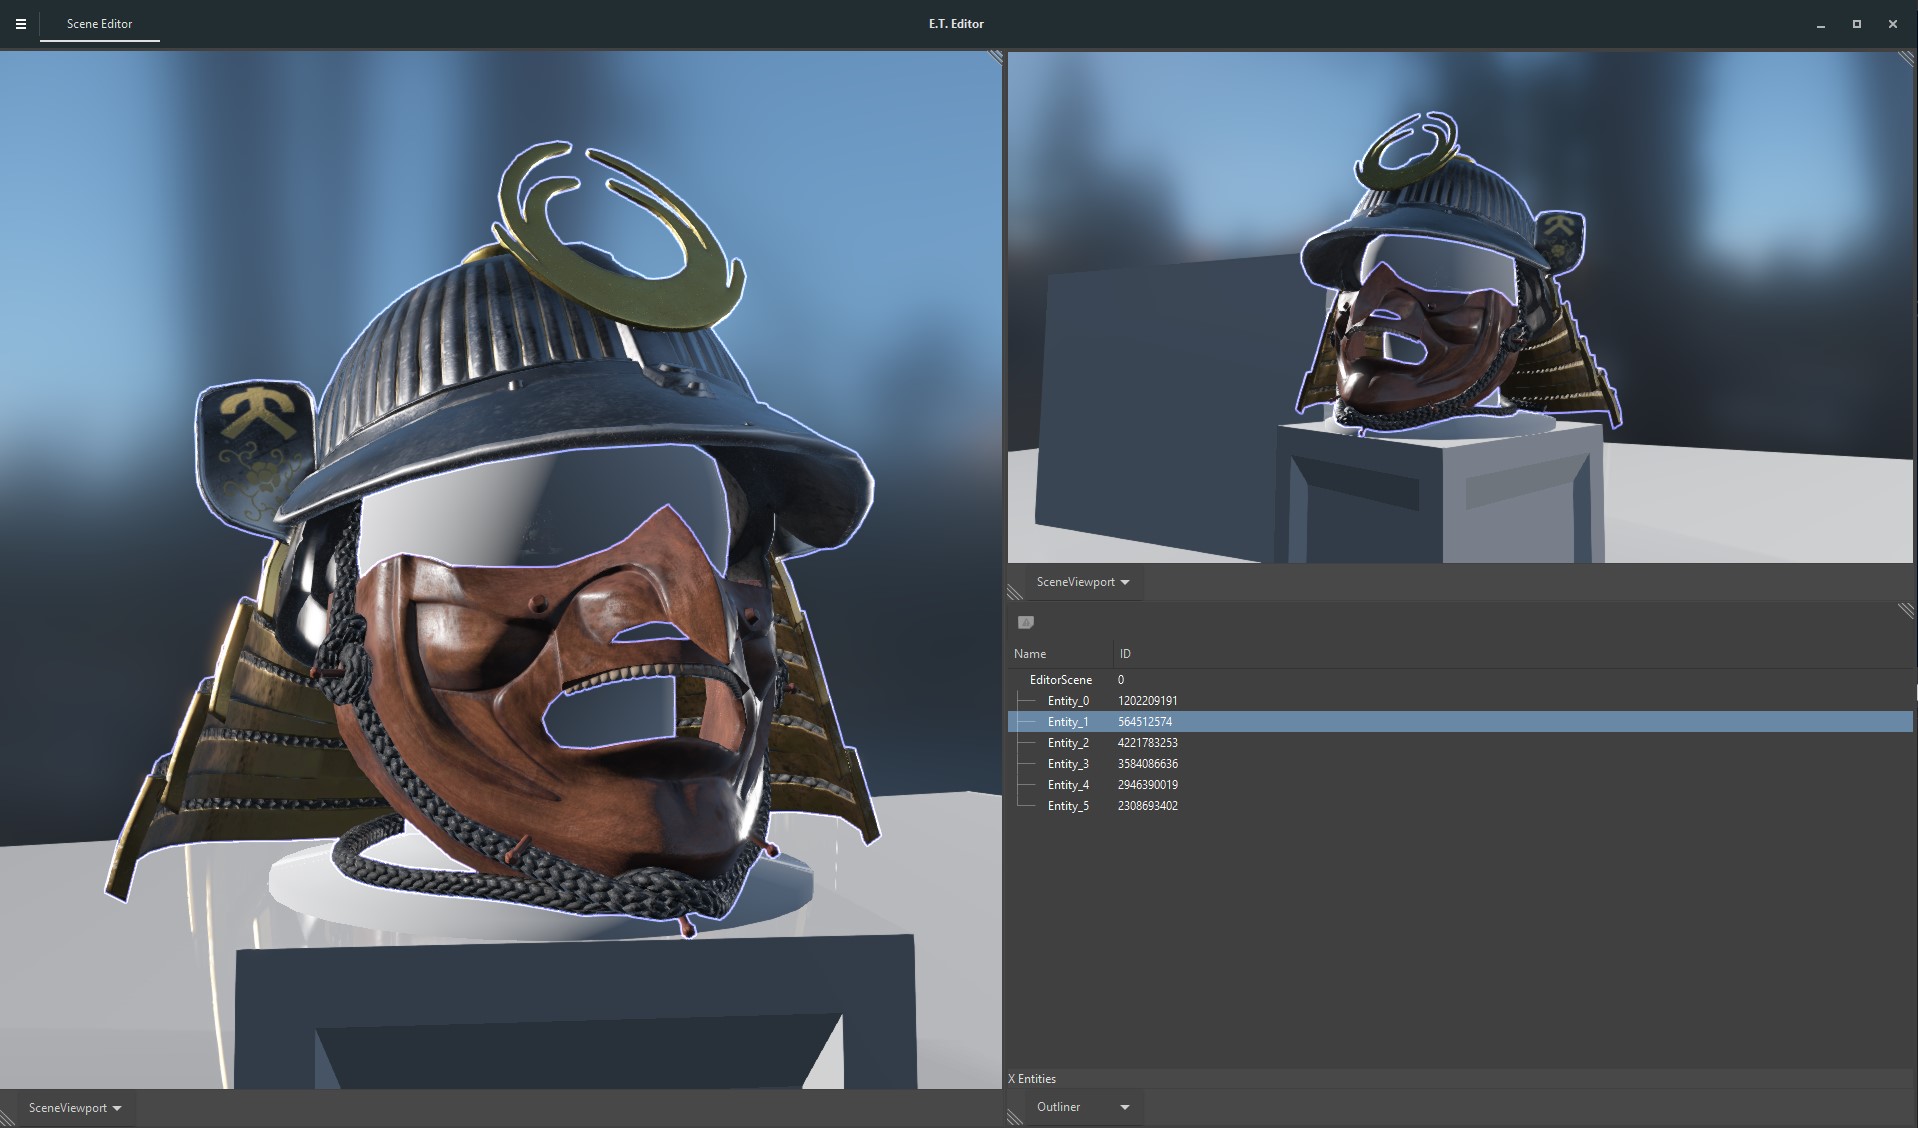 Scene Editor
E.T. Editor
SceneViewport
SceneViewport
Name ID
EditorScene 0
Entity_0 1202209191
Entity_1 564512574
Entity_2 4221783253
Entity_3 3584086636
Entity_4 2946390019
Entity_5 2308693402
X Entities
Outliner